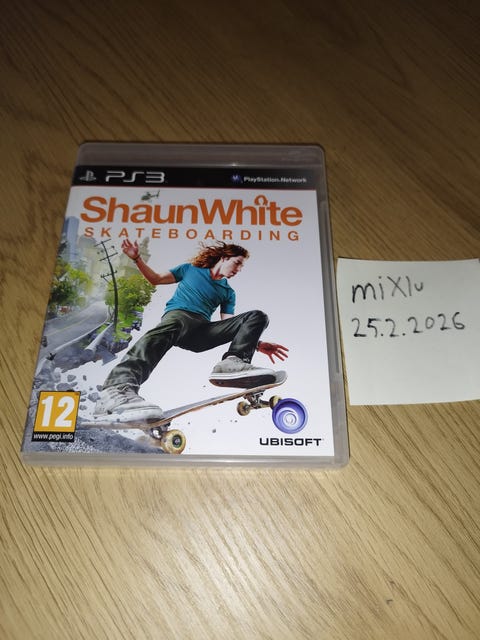 PS3
PlayStation Network
ShaunWhite
SKATEBOARDING
12
www.pegi.info
UBISOFT
mixlu
25.2.2026